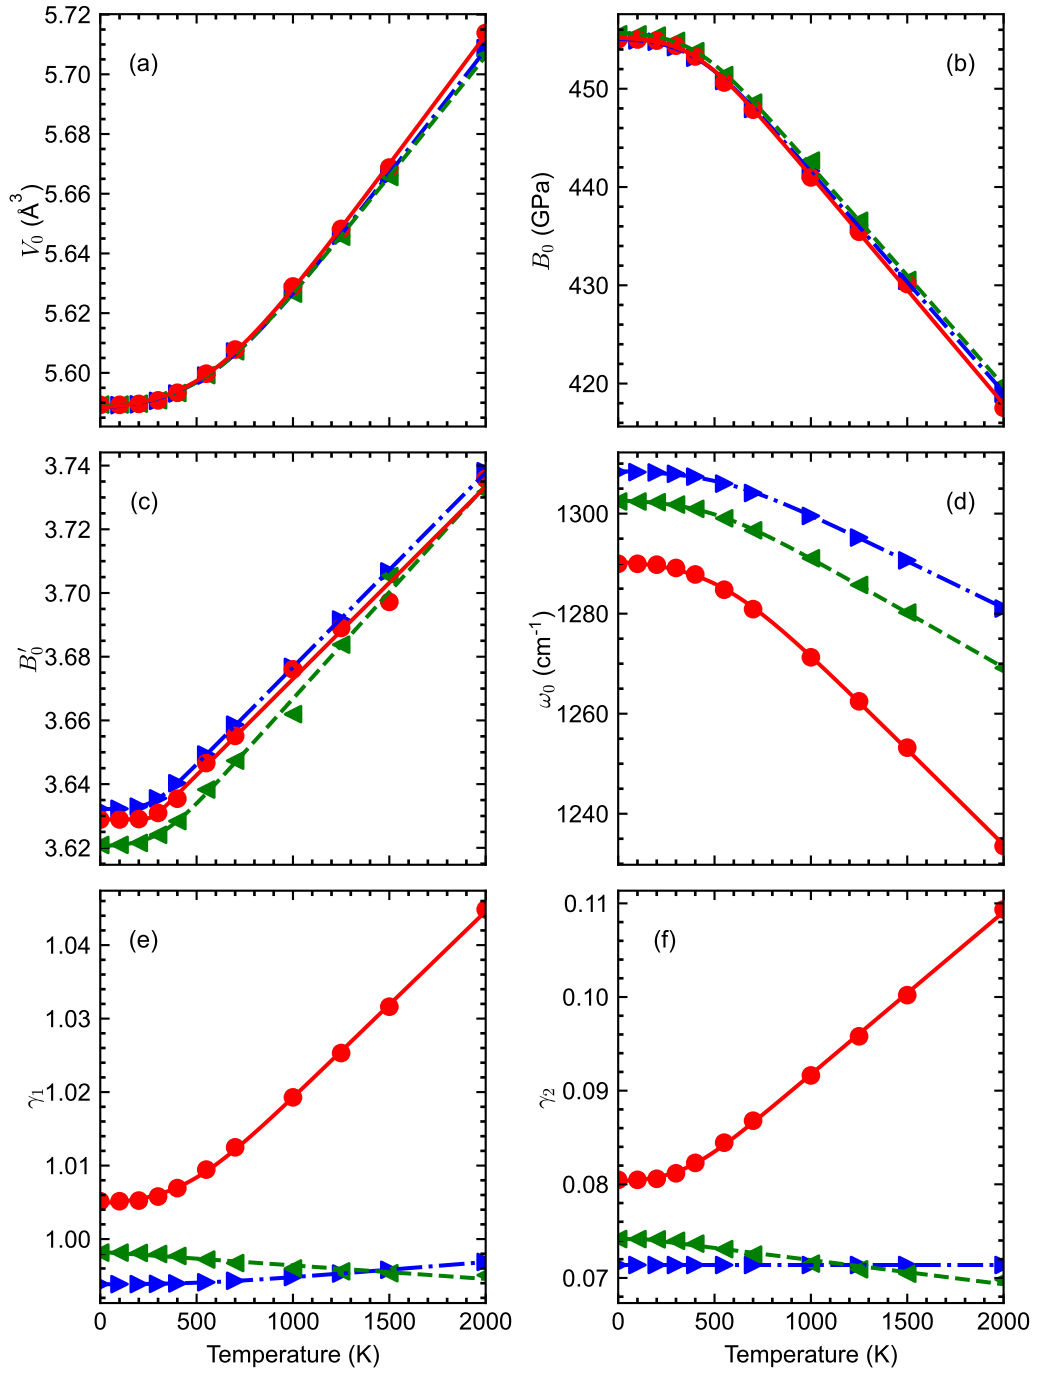 5.72
5.70
5.68
5.66
5.64
5.62
5.60
V₀ (Å³)
(a)
450
440
430
420
B₀ (GPa)
(b)
3.74
3.72
3.70
3.68
3.66
3.64
3.62
B₀′
(c)
1300
1280
1260
1240
ω₀ (cm⁻¹)
(d)
1.04
1.03
1.02
1.01
1.00
γ₁
(e)
0 500 1000 1500 2000
Temperature (K)
0.11
0.10
0.09
0.08
0.07
γ₂
(f)
0 500 1000 1500 2000
Temperature (K)